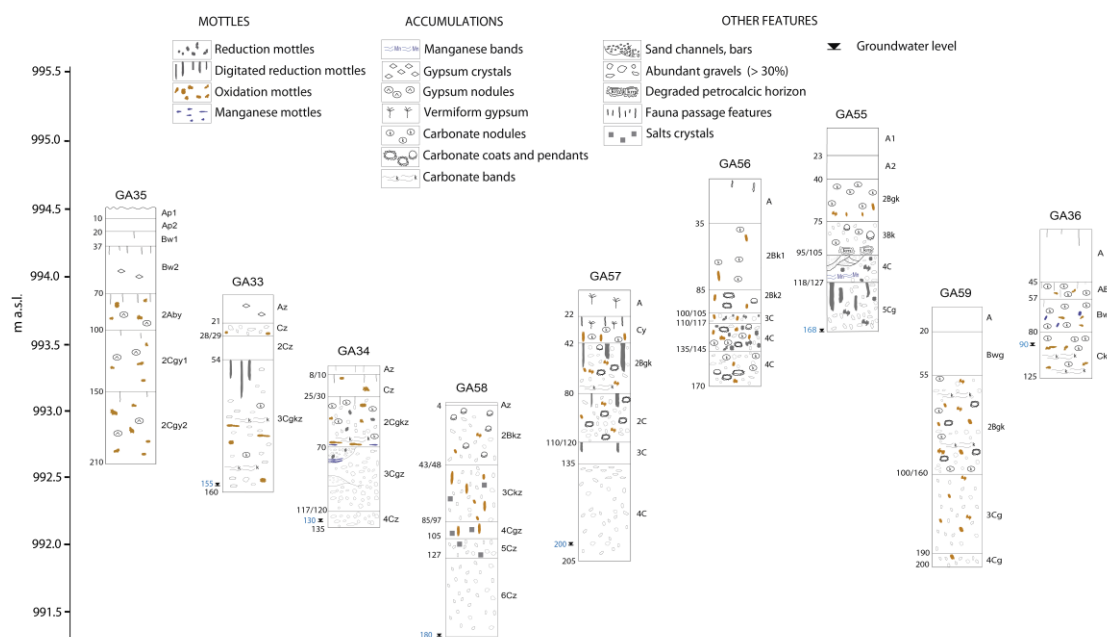 MOTTLES
Reduction mottles
Digitated reduction mottles
Oxidation mottles
Manganese mottles
ACCUMULATIONS
Manganese bands
Gypsum crystals
Gypsum nodules
Vermiform gypsum
Carbonate nodules
Carbonate coats and pendants
Carbonate bands
OTHER FEATURES
Sand channels, bars
Abundant gravels (> 30%)
Degraded petrocalcic horizon
Fauna passage features
Salts crystals
Groundwater level
m a.s.l.
995.5
995.0
994.5
994.0
993.5
993.0
992.5
992.0
991.5
GA35
Ap1
10
Ap2
20
Bw1
37
Bw2
70
2Aby
100
2Cgy1
150
2Cgy2
210
GA33
Az
21
Cz
28/29
2Cz
54
3Cgkz
155
160
GA34
Az
8/10
Cz
25/30
2Cgkz
70
3Cgz
117/120
4Cz
130
135
GA58
4
Az
2Bkz
43/48
3Ckz
85/97
4Cgz
105
5Cz
127
6Cz
180
GA57
A
22
Cy
42
2Bgk
80
2C
110/120
3C
135
4C
200
205
GA56
A
35
2Bk1
85
2Bk2
100/105
3C
110/117
4C
135/145
4C
170
GA55
A1
23
A2
40
2Bgk
75
3Bk
95/105
4C
118/127
5Cg
168
GA59
A
20
Bwg
55
2Bgk
100/160
3Cg
190
4Cg
200
GA36
A
45
AB
57
Bw
80
90
Ck
125